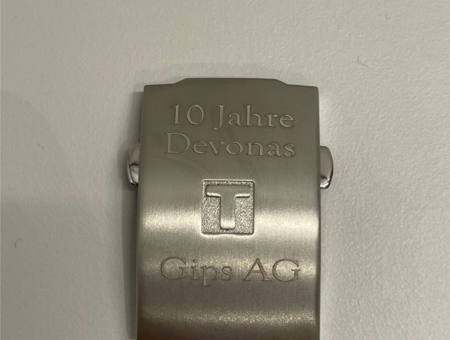 10 Jahre
Devonas
T
Gips AG